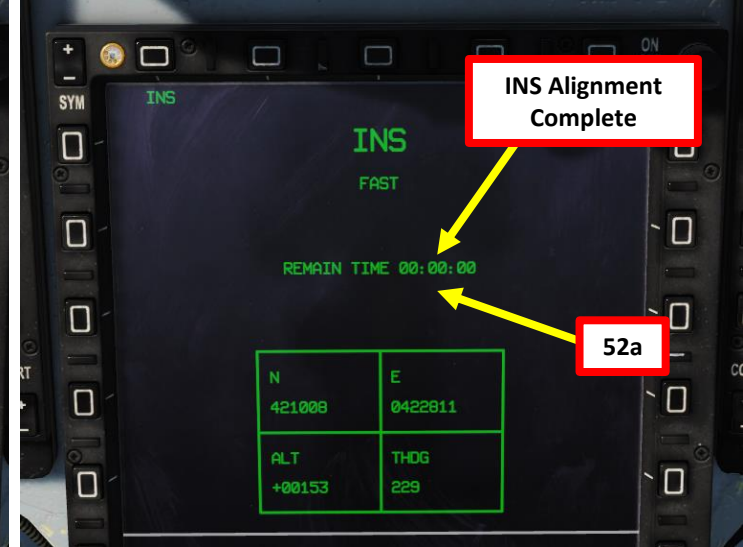 +
−
SYM
ON
INS
INS Alignment
Complete
INS
FAST
REMAIN TIME 00:00:00
52a
N
421008
E
0422811
ALT
+00153
THDG
229